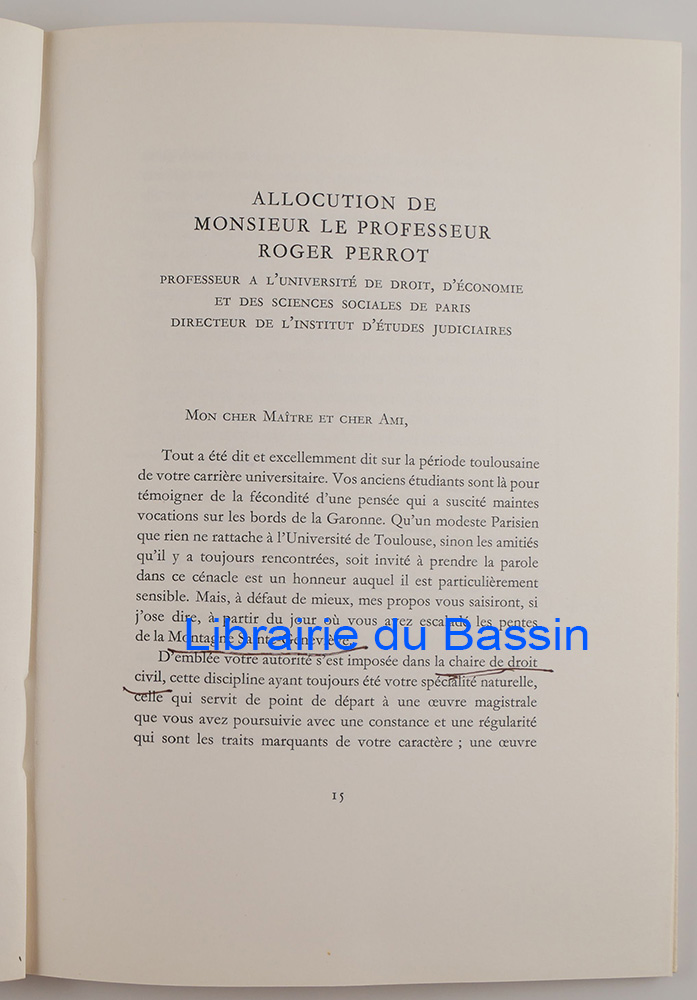 ALLOCUTION DE
MONSIEUR LE PROFESSEUR
ROGER PERROT
PROFESSEUR A L'UNIVERSITÉ DE DROIT, D'ÉCONOMIE
ET DES SCIENCES SOCIALES DE PARIS
DIRECTEUR DE L'INSTITUT D'ÉTUDES JUDICIAIRES
MON CHER MAÎTRE ET CHER AMI,
Tout a été dit et excellemment dit sur la période toulousaine
de votre carrière universitaire. Vos anciens étudiants sont là pour
témoigner de la fécondité d'une pensée qui a suscité maintes
vocations sur les bords de la Garonne. Qu'un modeste Parisien
que rien ne rattache à l'Université de Toulouse, sinon les amitiés
qu'il y a toujours rencontrées, soit invité à prendre la parole
dans ce cénacle est un honneur auquel il est particulièrement
sensible. Mais, à défaut de mieux, mes propos vous saisiront, si
j'ose dire, à partir du jour où vous avez escaladé les pentes
de la Montagne Sainte-Geneviève.
Librairie du Bassin
D'emblée votre autorité s'est imposée dans la chaire de droit
civil, cette discipline ayant toujours été votre spécialité naturelle,
celle qui servit de point de départ à une œuvre magistrale
que vous avez poursuivie avec une constance et une régularité
qui sont les traits marquants de votre caractère ; une œuvre
15